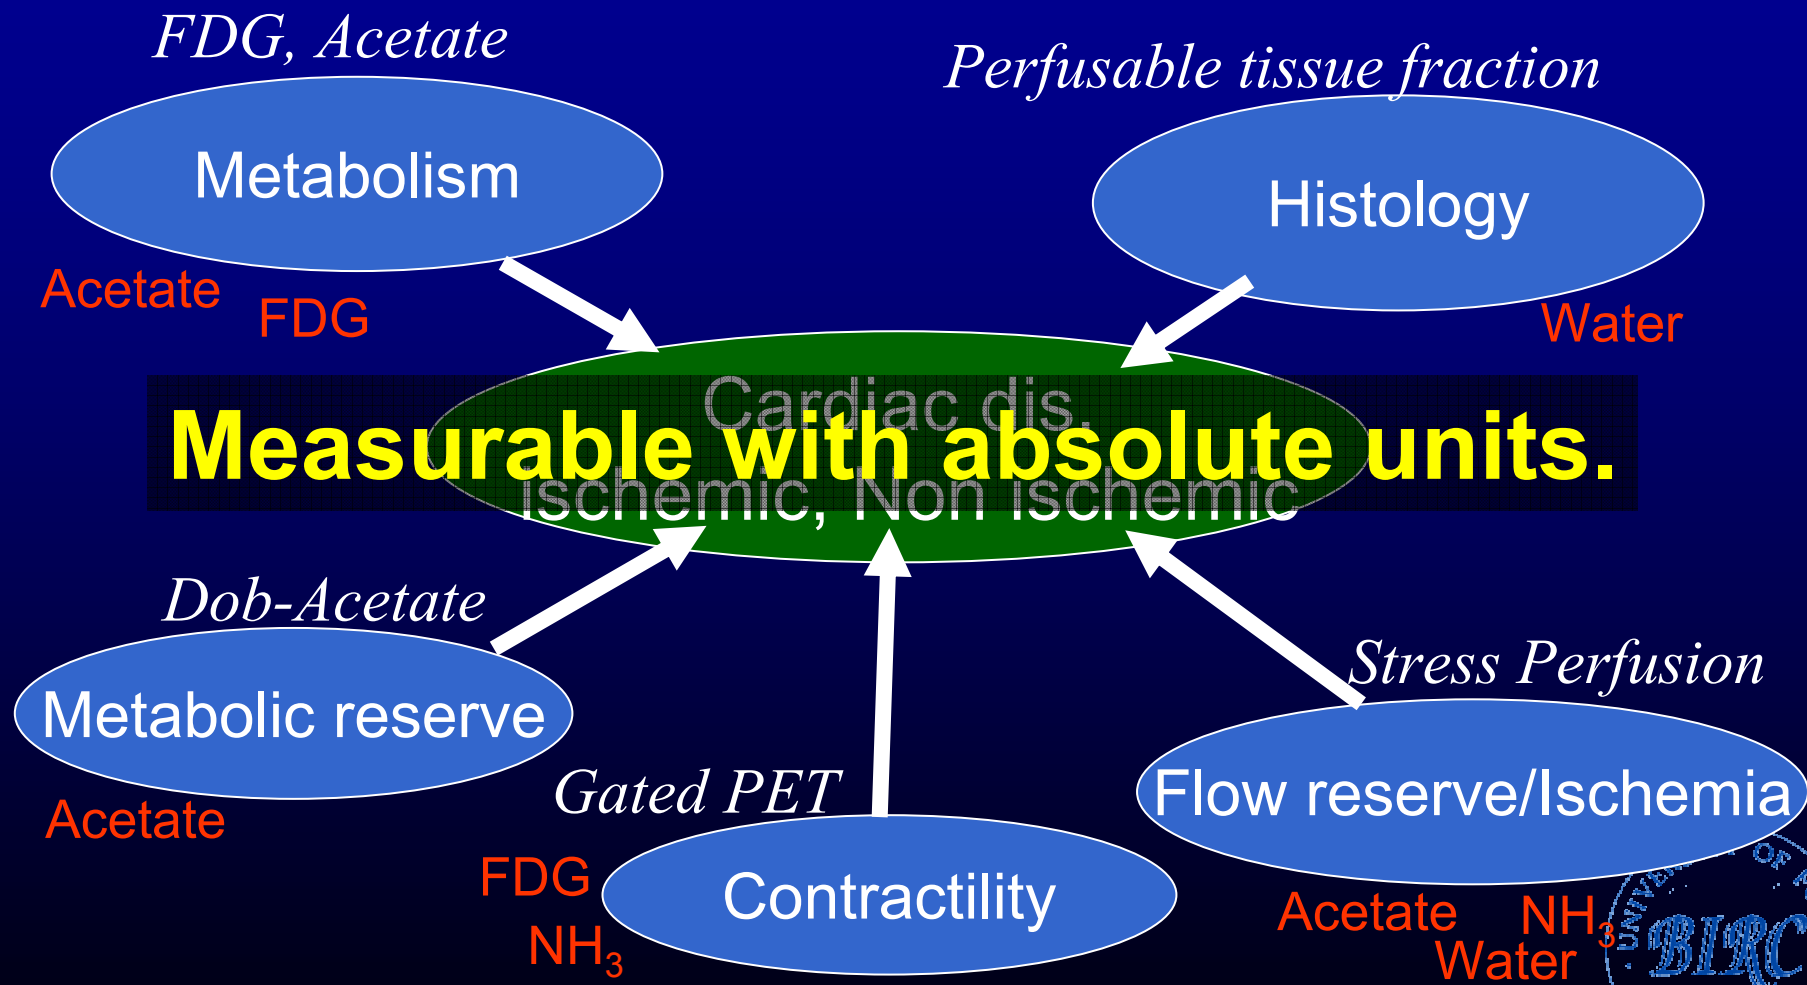 FDG, Acetate
Perfusable tissue fraction
Metabolism
Histology
Acetate
FDG
Water
Cardiac dis.
Measurable with absolute units.
Ischemic, Non ischemic
Dob-Acetate
Stress Perfusion
Metabolic reserve
Gated PET
Flow reserve/Ischemia
Acetate
FDG
Contractility
NH₃
Acetate NH₃
Water
BIRC